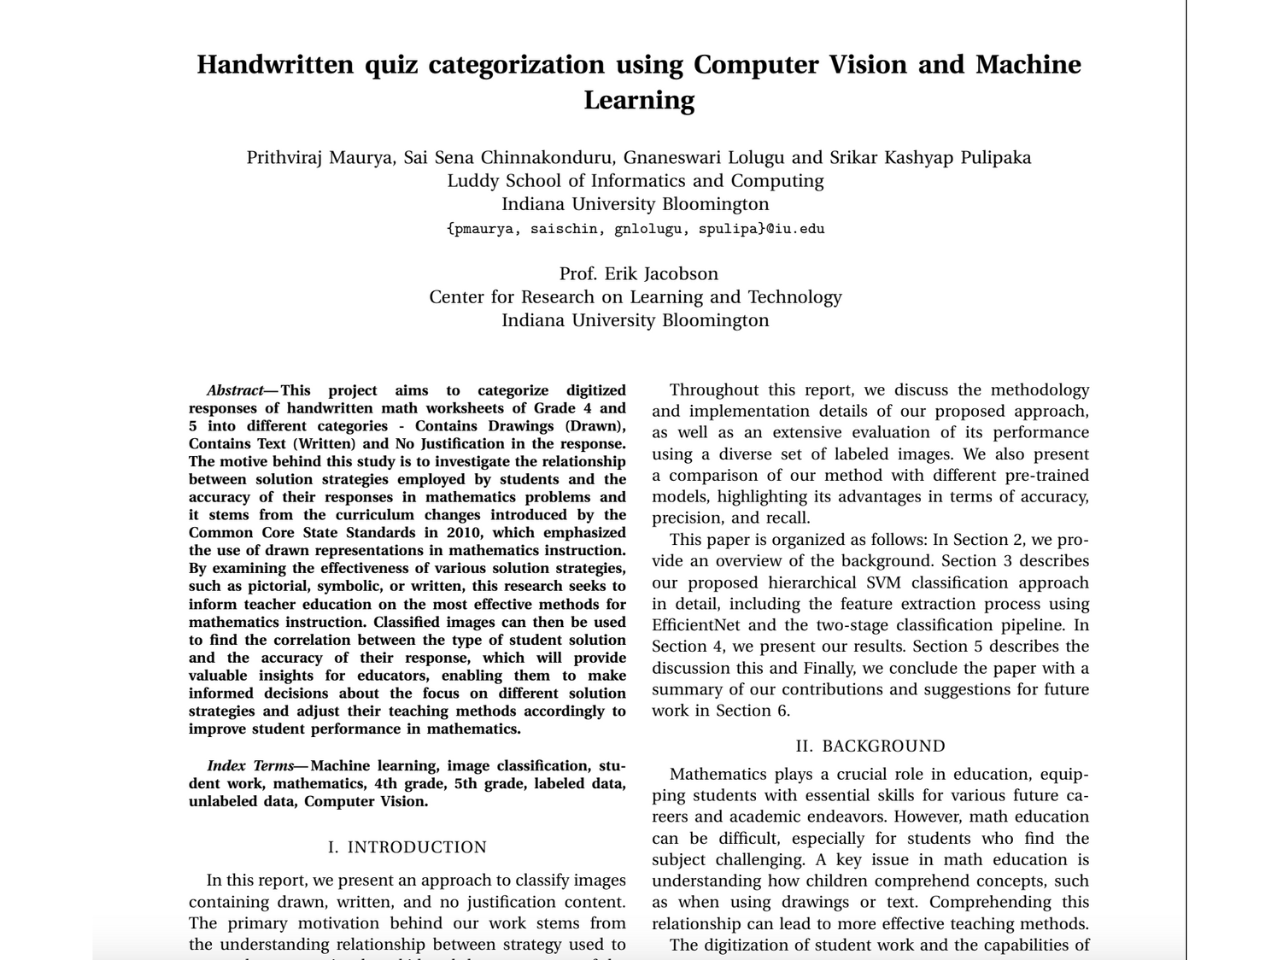 Handwritten quiz categorization using Computer Vision and Machine
Learning
Prithviraj Maurya, Sai Sena Chinnakonduru, Gnaneswari Lolugu and Srikar Kashyap Pulipaka
Luddy School of Informatics and Computing
Indiana University Bloomington
{pmaurya, saischin, gnlolugu, spulipa}@iu.edu
Prof. Erik Jacobson
Center for Research on Learning and Technology
Indiana University Bloomington
Abstract—This project aims to categorize digitized
responses of handwritten math worksheets of Grade 4 and
5 into different categories - Contains Drawings (Drawn),
Contains Text (Written) and No Justification in the response.
The motive behind this study is to investigate the relationship
between solution strategies employed by students and the
accuracy of their responses in mathematics problems and
it stems from the curriculum changes introduced by the
Common Core State Standards in 2010, which emphasized
the use of drawn representations in mathematics instruction.
By examining the effectiveness of various solution strategies,
such as pictorial, symbolic, or written, this research seeks to
inform teacher education on the most effective methods for
mathematics instruction. Classified images can then be used
to find the correlation between the type of student solution
and the accuracy of their response, which will provide
valuable insights for educators, enabling them to make
informed decisions about the focus on different solution
strategies and adjust their teaching methods accordingly to
improve student performance in mathematics.
Index Terms—Machine learning, image classification, stu-
dent work, mathematics, 4th grade, 5th grade, labeled data,
unlabeled data, Computer Vision.
I. INTRODUCTION
In this report, we present an approach to classify images
containing drawn, written, and no justification content.
The primary motivation behind our work stems from
the understanding relationship between strategy used to
Throughout this report, we discuss the methodology
and implementation details of our proposed approach,
as well as an extensive evaluation of its performance
using a diverse set of labeled images. We also present
a comparison of our method with different pre-trained
models, highlighting its advantages in terms of accuracy,
precision, and recall.
This paper is organized as follows: In Section 2, we pro-
vide an overview of the background. Section 3 describes
our proposed hierarchical SVM classification approach
in detail, including the feature extraction process using
EfficientNet and the two-stage classification pipeline. In
Section 4, we present our results. Section 5 describes the
discussion this and Finally, we conclude the paper with a
summary of our contributions and suggestions for future
work in Section 6.
II. BACKGROUND
Mathematics plays a crucial role in education, equip-
ping students with essential skills for various future ca-
reers and academic endeavors. However, math education
can be difficult, especially for students who find the
subject challenging. A key issue in math education is
understanding how children comprehend concepts, such
as when using drawings or text. Comprehending this
relationship can lead to more effective teaching methods.
The digitization of student work and the capabilities of